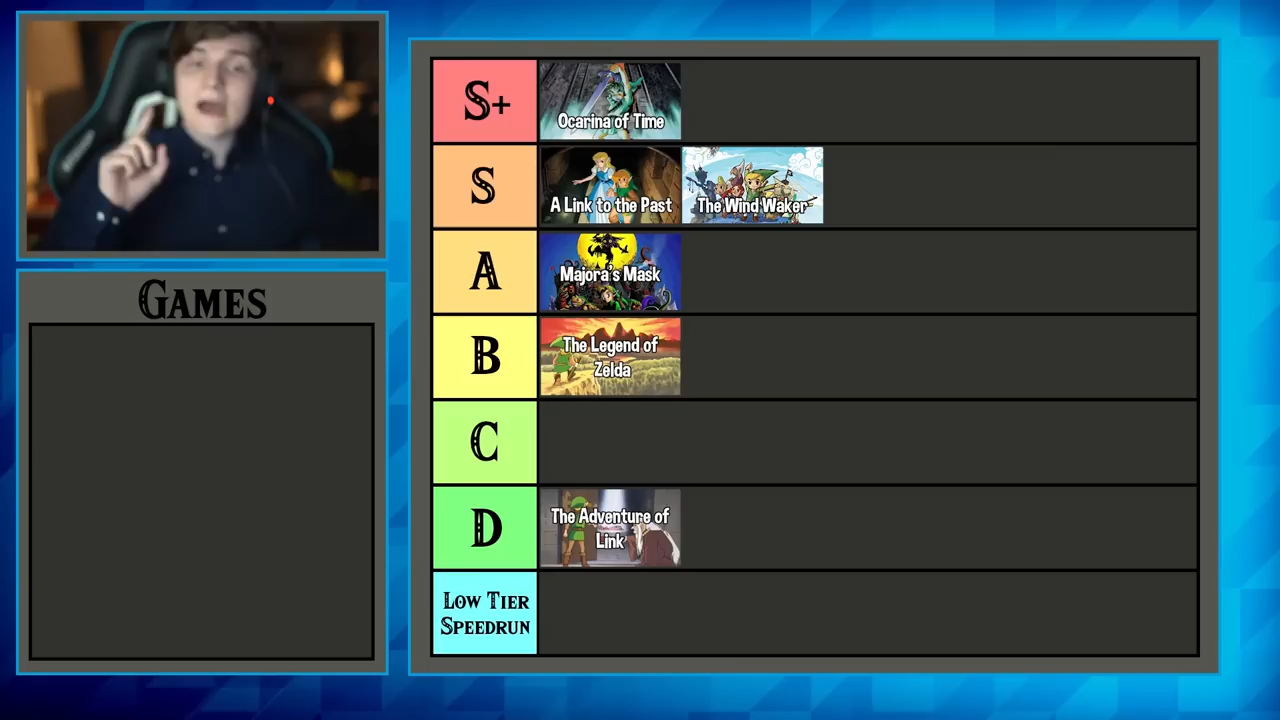 S+
Ocarina of Time
S
A Link to the Past
The Wind Waker
A
Majora's Mask
GAMES
B
The Legend of
Zelda
C
D
The Adventure of
Link
LOW TIER
SPEEDRUN